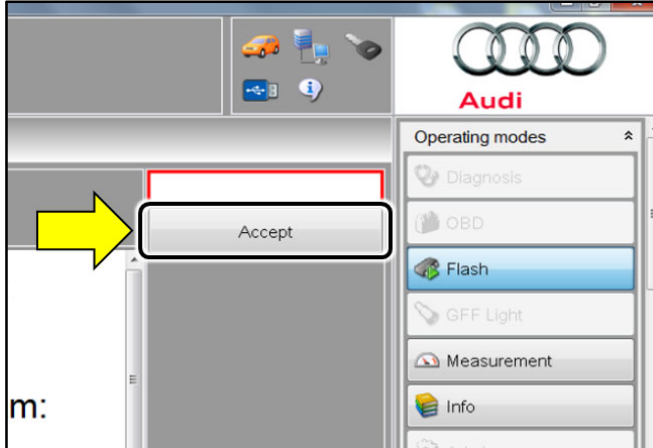 Audi
Operating modes
Diagnosis
OBD
Accept
Flash
GFF Light
Measurement
Info
m: